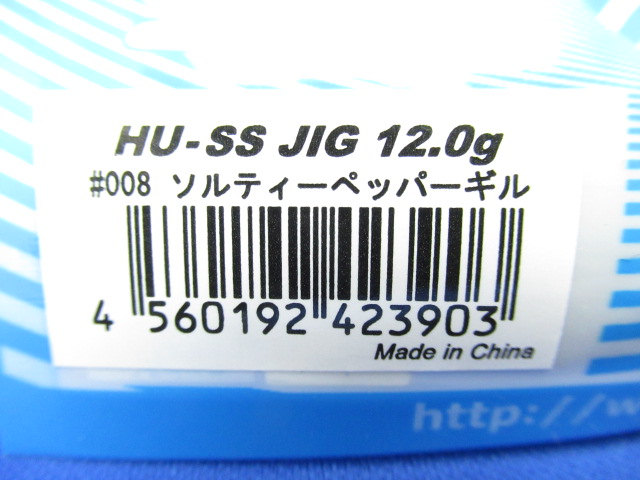 HU-SS JIG 12.0g
#008 ソルティーペッパーギル
4 560192 423903
Made in China
http://w